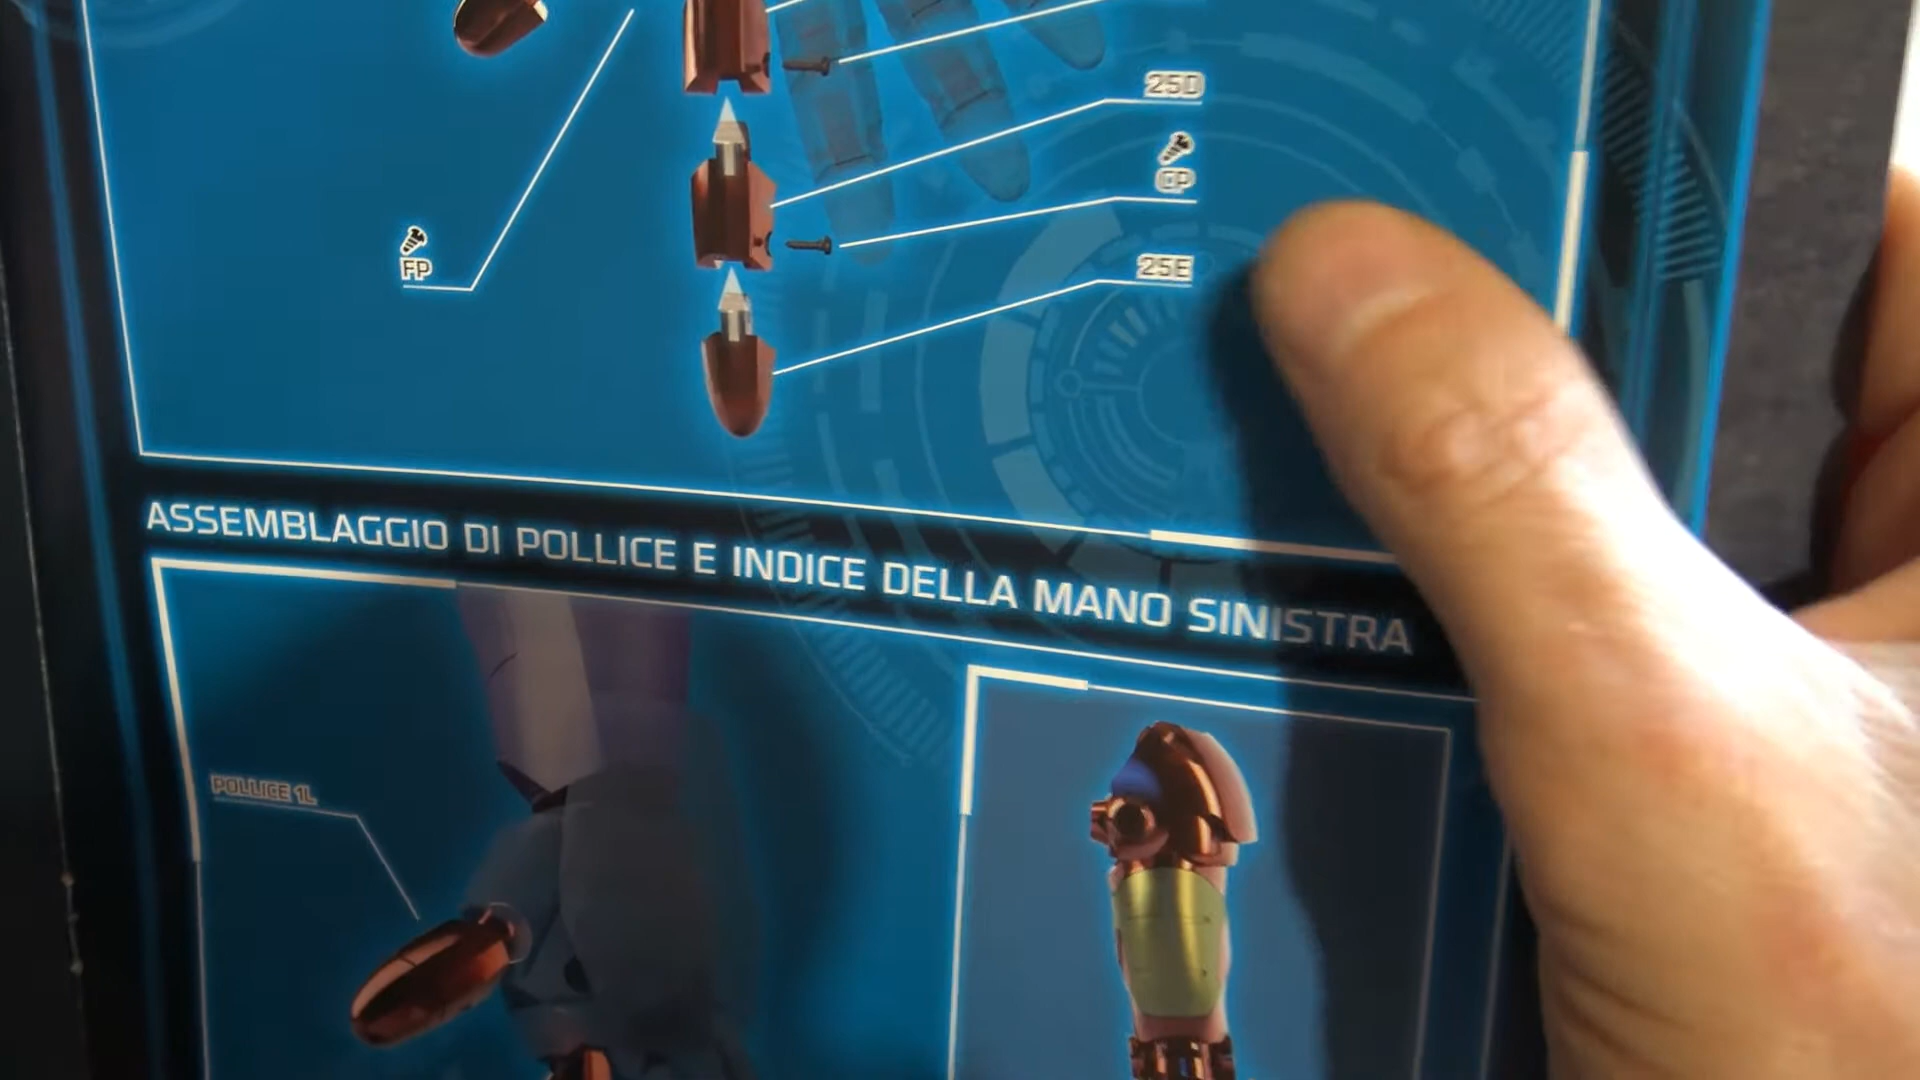 25D
CP
25E
FP
ASSEMBLAGGIO DI POLLICE E INDICE DELLA MANO SINISTRA
POLLICE 1L